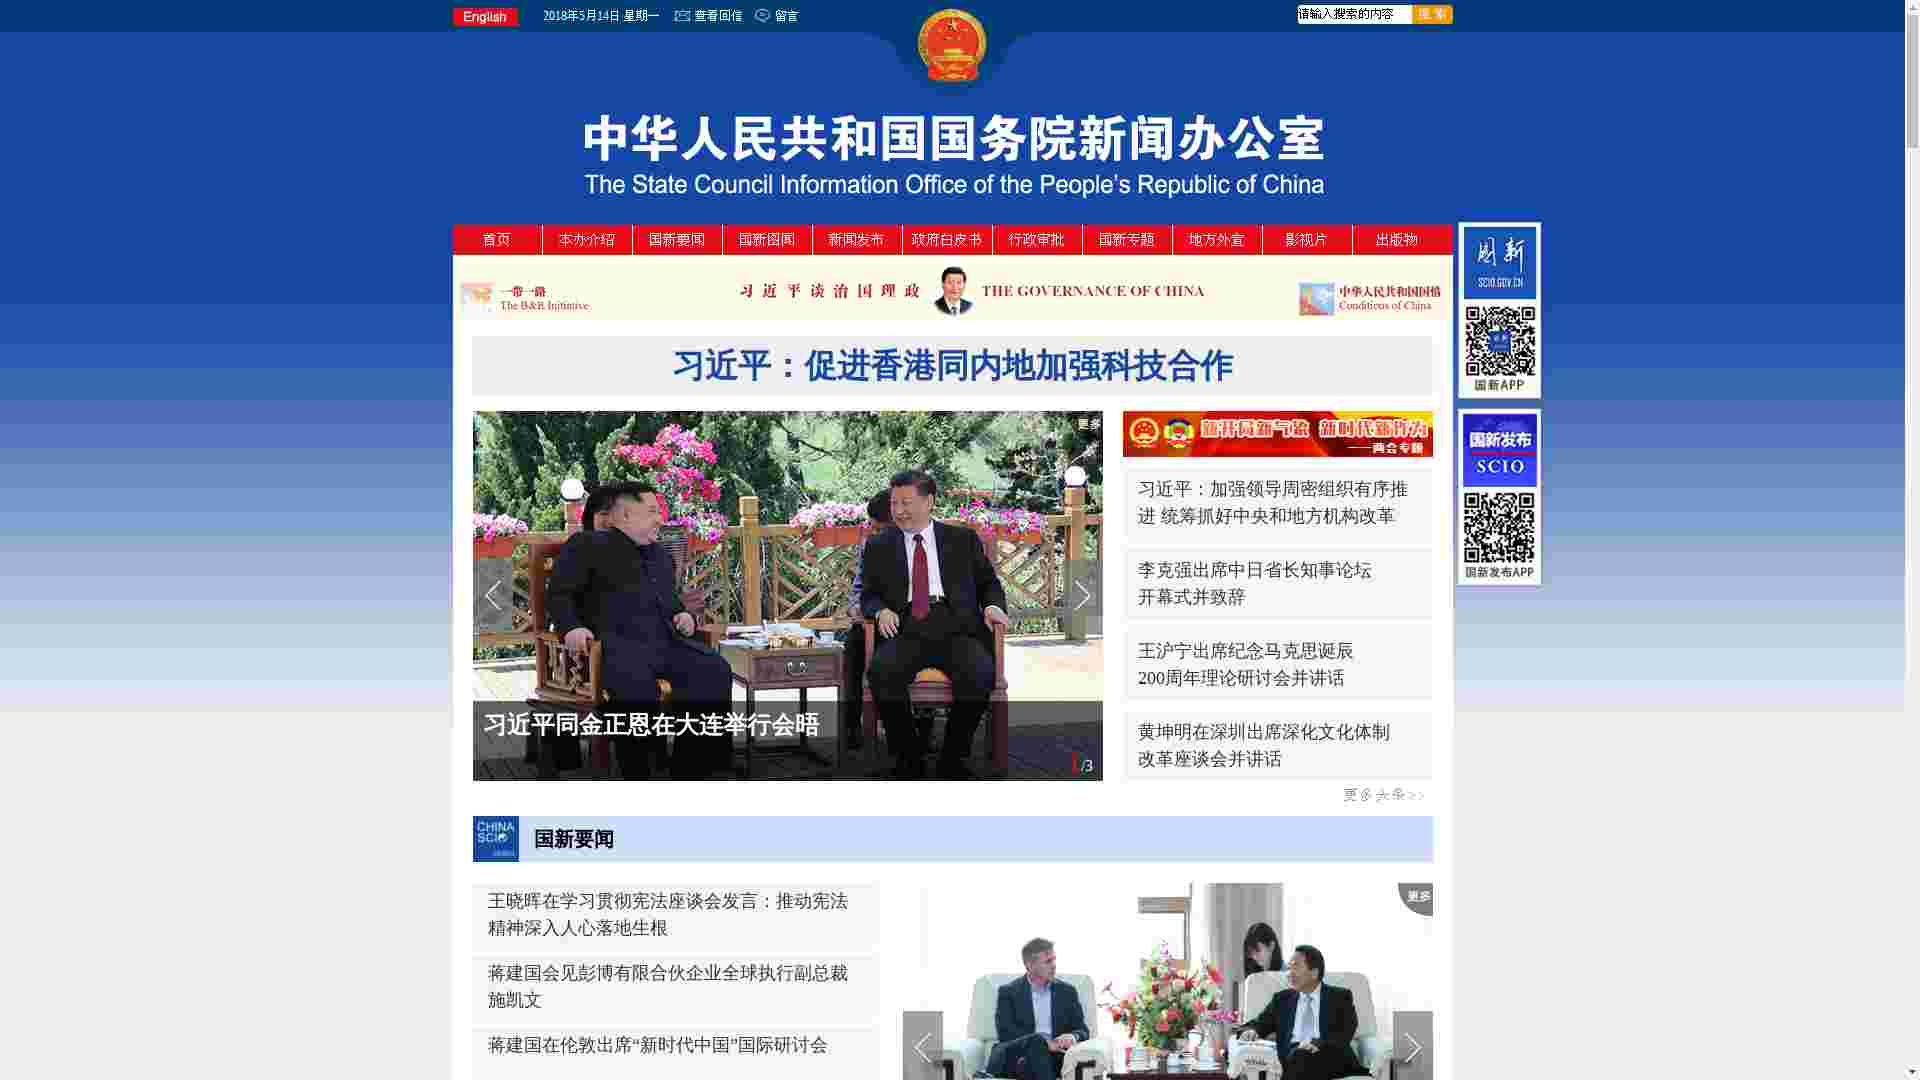 English
2018年5月14日 星期一
查看回信
留言
请输入搜索的内容
搜 索
中华人民共和国国务院新闻办公室
The State Council Information Office of the People's Republic of China
首页
本办介绍
国新要闻
国新图闻
新闻发布
政府白皮书
行政审批
国新专题
地方外宣
影视片
出版物
一带一路
The B&R Initiative
习近平谈治国理政
THE GOVERNANCE OF CHINA
中华人民共和国国情
Conditions of China
国新
SCIO.GOV.CN
国新APP
国新发布
SCIO
国新发布APP
习近平：促进香港同内地加强科技合作
更多
习近平同金正恩在大连举行会晤
1/3
新开局新气流 新时代新作为
——两会专题
习近平：加强领导周密组织有序推
进 统筹抓好中央和地方机构改革
李克强出席中日省长知事论坛
开幕式并致辞
王沪宁出席纪念马克思诞辰
200周年理论研讨会并讲话
黄坤明在深圳出席深化文化体制
改革座谈会并讲话
更多头条>>
CHINA
SCIO
国新要闻
王晓晖在学习贯彻宪法座谈会发言：推动宪法
精神深入人心落地生根
蒋建国会见彭博有限合伙企业全球执行副总裁
施凯文
蒋建国在伦敦出席“新时代中国”国际研讨会
更多